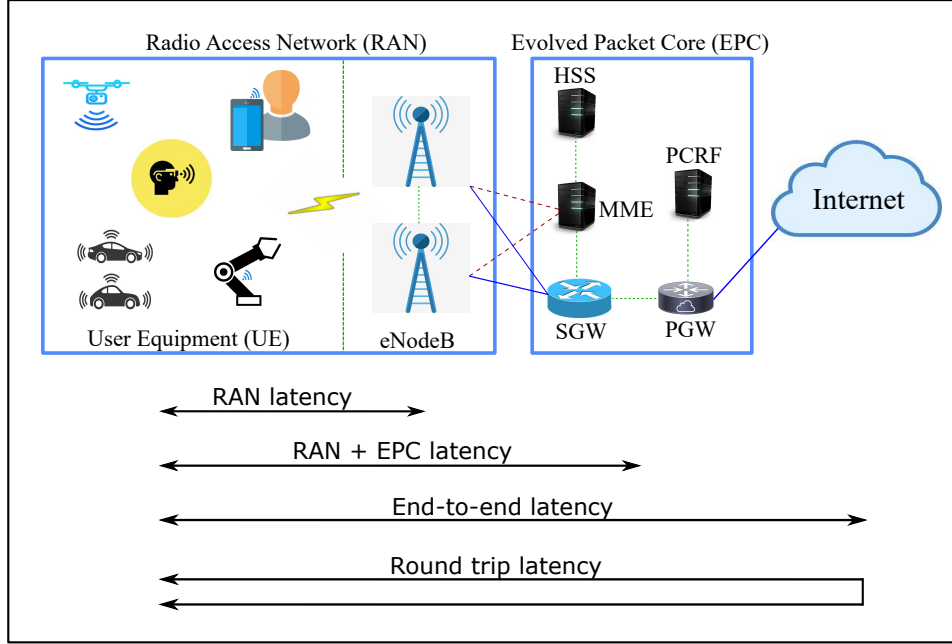 Radio Access Network (RAN)
Evolved Packet Core (EPC)
HSS
PCRF
MME
Internet
SGW
PGW
User Equipment (UE)
eNodeB
RAN latency
RAN + EPC latency
End-to-end latency
Round trip latency